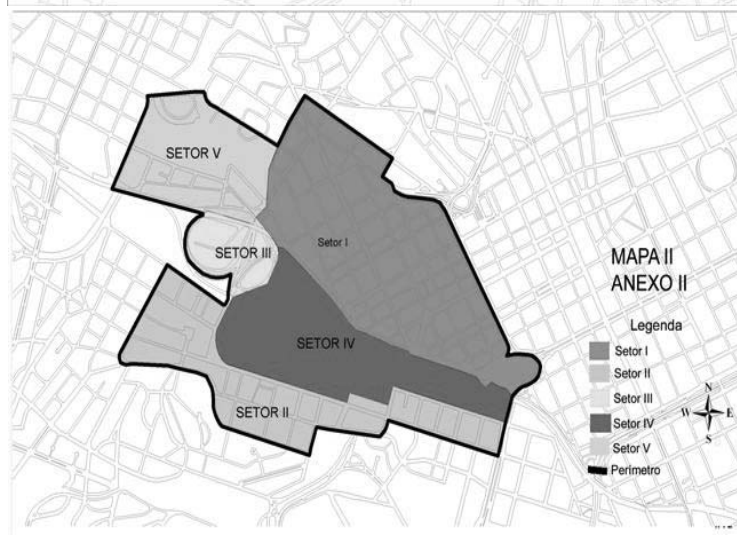 SETOR V
Setor I
SETOR III
SETOR IV
SETOR II
MAPA II
ANEXO II
Legenda
Setor I
Setor II
Setor III
Setor IV
Setor V
Perímetro
N
W E
S